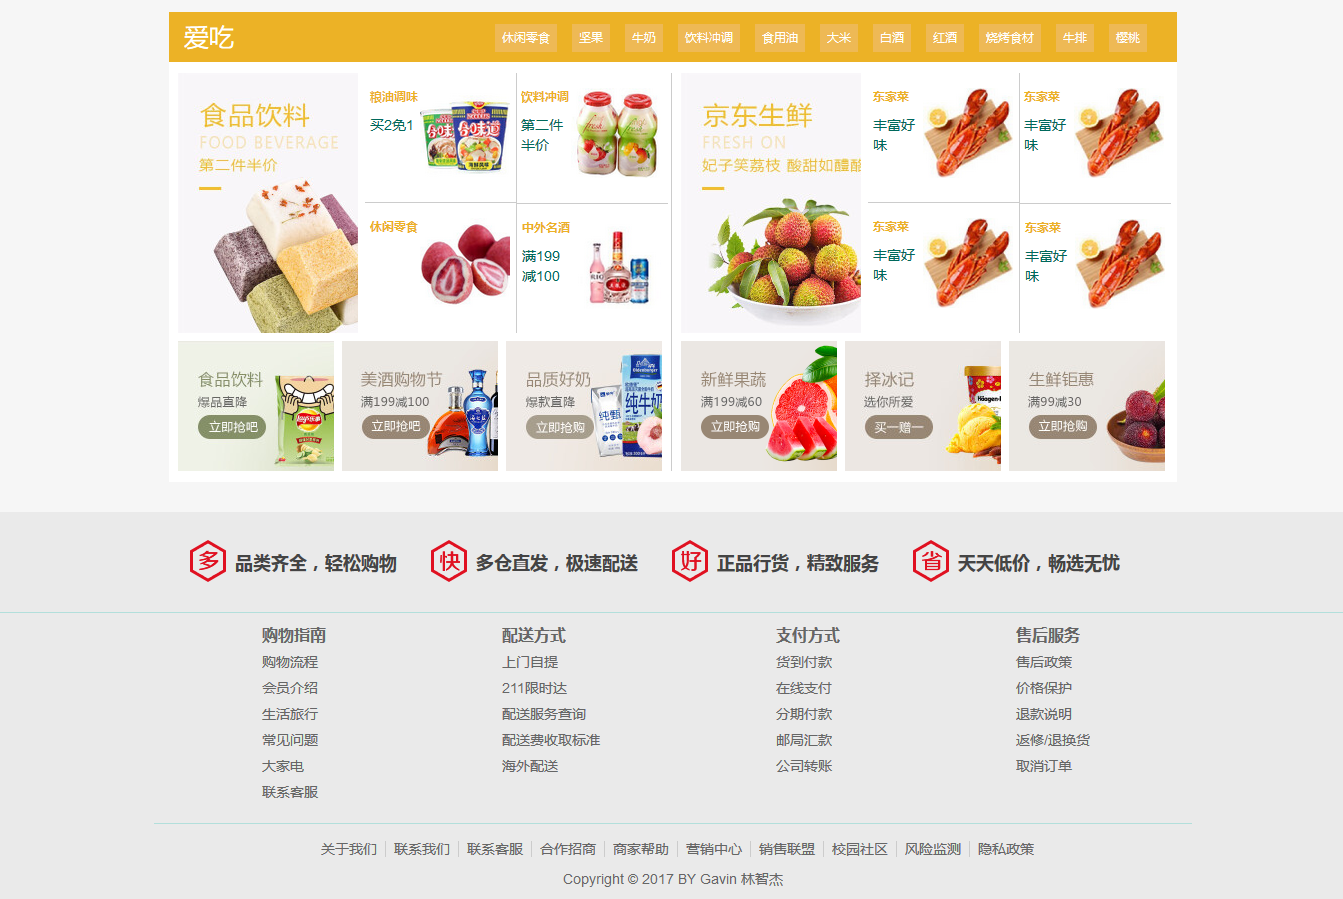 爱吃
休闲零食 坚果 牛奶 饮料冲调 食用油 大米 白酒 红酒 烧烤食材 牛排 樱桃
食品饮料
FOOD BEVERAGE
第二件半价
粮油调味
买2免1
饮料冲调
第二件
半价
休闲零食
中外名酒
满199
减100
京东生鲜
FRESH ON
妃子笑荔枝 酸甜如醴酪
东家菜
丰富好
味
东家菜
丰富好
味
东家菜
丰富好
味
东家菜
丰富好
味
食品饮料
爆品直降
立即抢吧
美酒购物节
满199减100
立即抢吧
品质好奶
爆款直降
立即抢购
新鲜果蔬
满199减60
立即抢购
择冰记
选你所爱
买一赠一
生鲜钜惠
满99减30
立即抢购
多 品类齐全，轻松购物 快 多仓直发，极速配送 好 正品行货，精致服务 省 天天低价，畅选无忧
购物指南
购物流程
会员介绍
生活旅行
常见问题
大家电
联系客服
配送方式
上门自提
211限时达
配送服务查询
配送费收取标准
海外配送
支付方式
货到付款
在线支付
分期付款
邮局汇款
公司转账
售后服务
售后政策
价格保护
退款说明
返修/退换货
取消订单
关于我们 联系我们 联系客服 合作招商 商家帮助 营销中心 销售联盟 校园社区 风险监测 隐私政策
Copyright © 2017 BY Gavin 林智杰